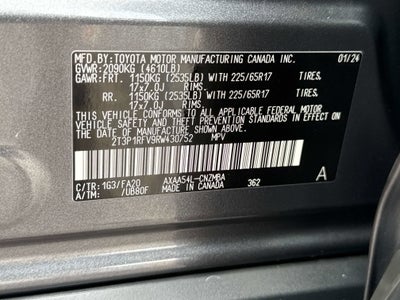 MFD. BY: TOYOTA MOTOR MANUFACTURING CANADA INC. 01/24
GVWR: 2090KG (4610LB)
GAWR:FRT. 1150KG (2535LB) WITH 225/65R17 TIRES.
17x7.0J RIMS.
RR. 1150KG (2535LB) WITH 225/65R17 TIRES.
17x7.0J RIMS.
THIS VEHICLE CONFORMS TO ALL APPLICABLE FEDERAL MOTOR
VEHICLE SAFETY STANDARDS IN EFFECT ON THE DATE OF
MANUFACTURE SHOWN ABOVE.
2T3P1RFV9RW430752 MPV
C/TR: 1G3/FA20 AXAA54L-CNZMBA 362 A
A/TM: -/UB80F MADE IN CANADA